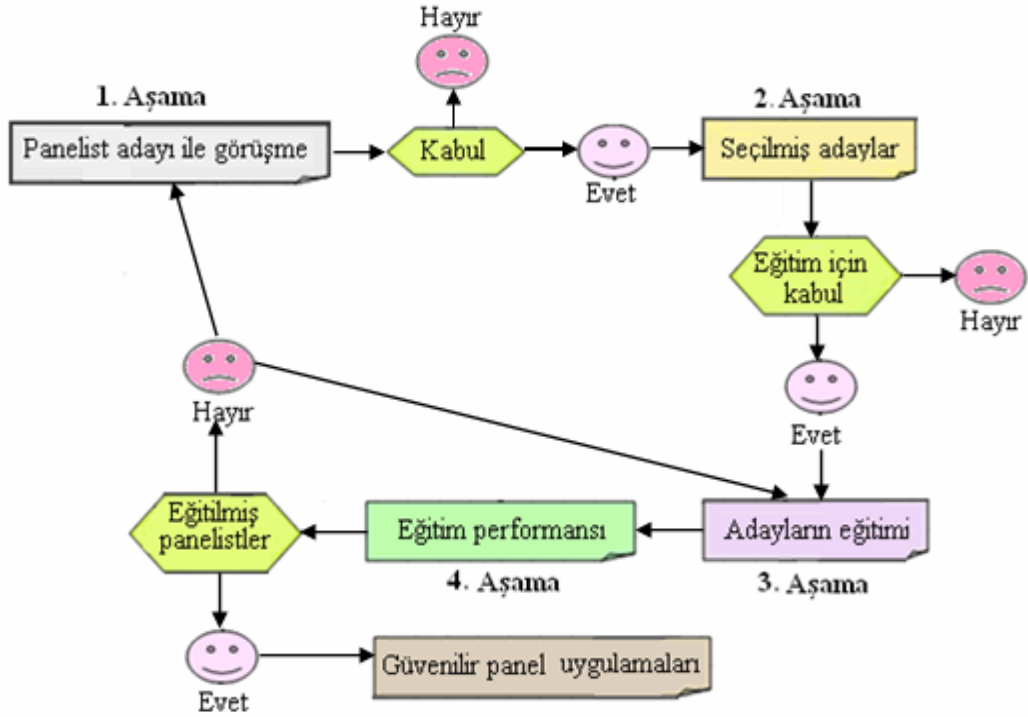 Hayır
1. Aşama
2. Aşama
Panelist adayı ile görüşme
Kabul
Evet
Seçilmiş adaylar
Eğitim için
kabul
Hayır
Evet
Hayır
Eğitilmiş
panelistler
Eğitim performansı
Adayların eğitimi
4. Aşama
3. Aşama
Evet
Güvenilir panel uygulamaları